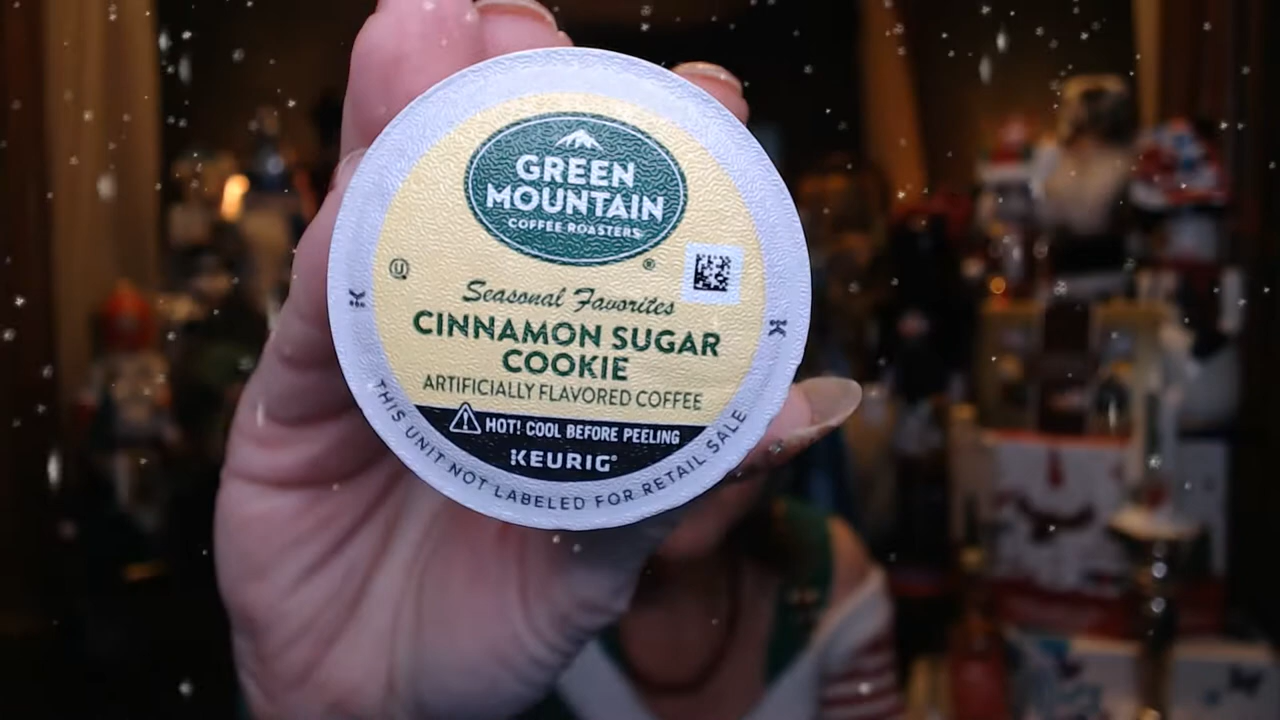 GREEN
MOUNTAIN
COFFEE ROASTERS
®
U
Seasonal Favorites
CINNAMON SUGAR
COOKIE
ARTIFICIALLY FLAVORED COFFEE
HOT! COOL BEFORE PEELING
KEURIG®
THIS UNIT NOT LABELED FOR RETAIL SALE